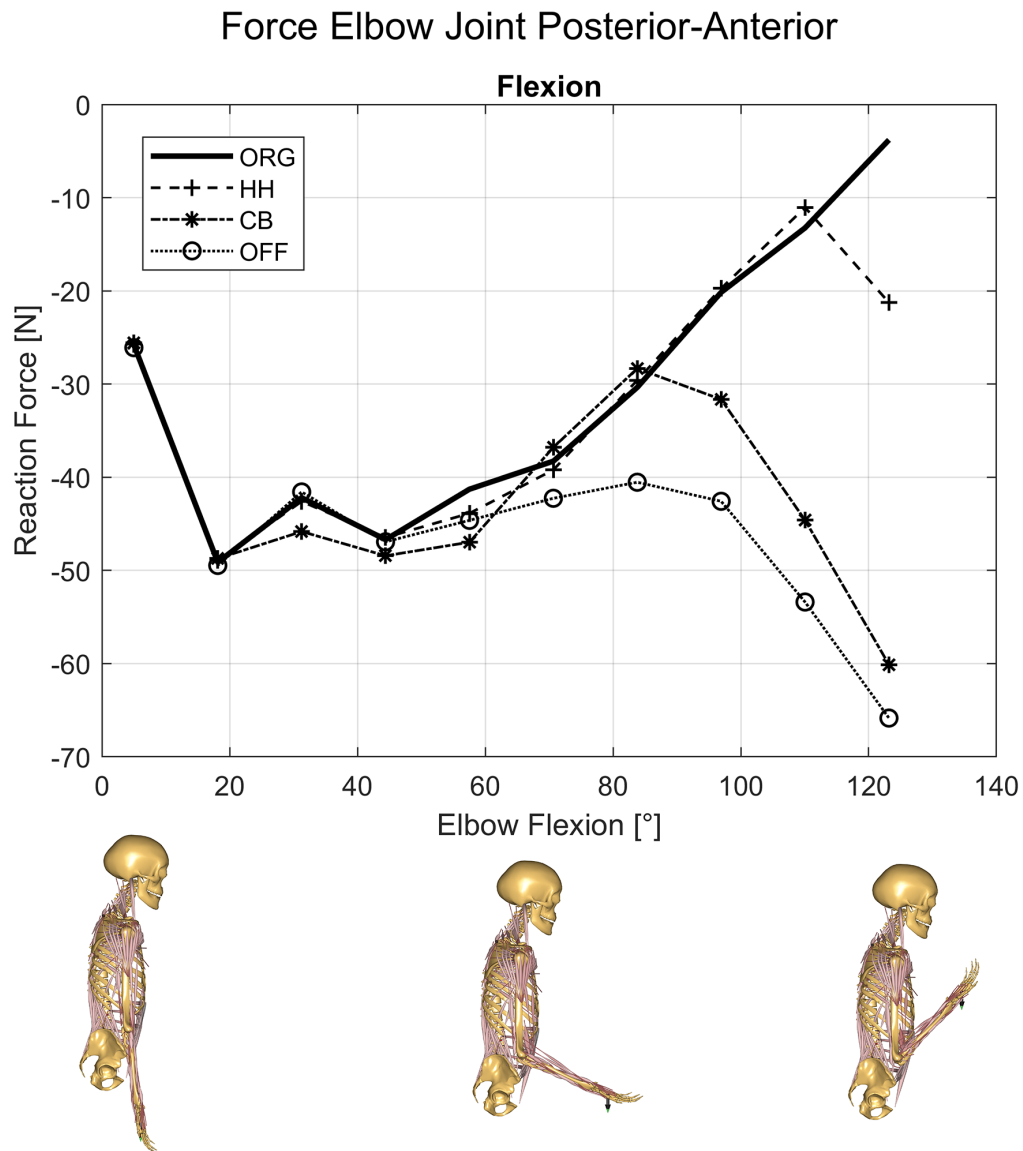 Force Elbow Joint Posterior-Anterior
Flexion
ORG
HH
CB
OFF
Reaction Force [N]
0
-10
-20
-30
-40
-50
-60
-70
0 20 40 60 80 100 120 140
Elbow Flexion [°]